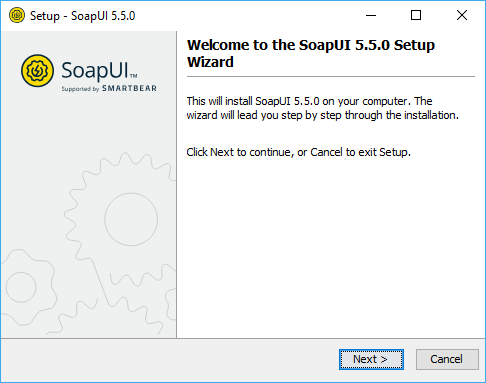 Setup - SoapUI 5.5.0
SoapUI™
Supported by SMARTBEAR
Welcome to the SoapUI 5.5.0 Setup
Wizard
This will install SoapUI 5.5.0 on your computer. The
wizard will lead you step by step through the installation.
Click Next to continue, or Cancel to exit Setup.
Next >
Cancel